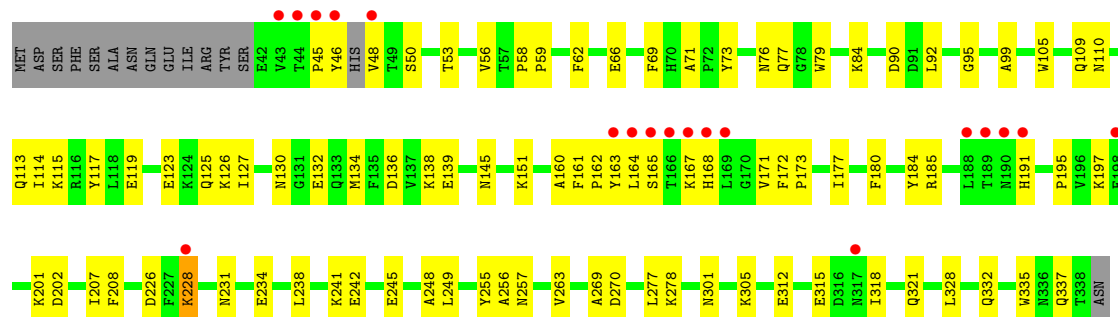 MET ASP SER PHE SER ALA ASN GLN GLU ILE ARG TYR SER E42 V43 T44 P45 Y46 HIS V48 T49 S50 T53 V56 T57 P58 P59 F62 E66 F69 H70 A71 P72 Y73 N76 Q77 G78 W79 K84 D90 D91 L92 G95 A99 W105 Q109 N110
Q113 I114 K115 R116 Y117 L118 E119 E123 K124 Q125 K126 I127 N130 G131 E132 Q133 M134 F135 D136 V137 K138 E139 N145 K151 A160 F161 P162 Y163 L164 S165 T166 K167 H168 L169 G170 V171 F172 P173 I177 F180 Y184 R185 L188 T189 N190 H191 P195 V196 K197 E198
K201 D202 I207 F208 D226 F227 K228 N231 E234 L238 K241 E242 E245 A248 L249 Y255 A256 N257 V263 A269 D270 L277 K278 N301 K305 E312 E315 D316 N317 I318 Q321 L328 Q332 W335 N336 Q337 T338 ASN